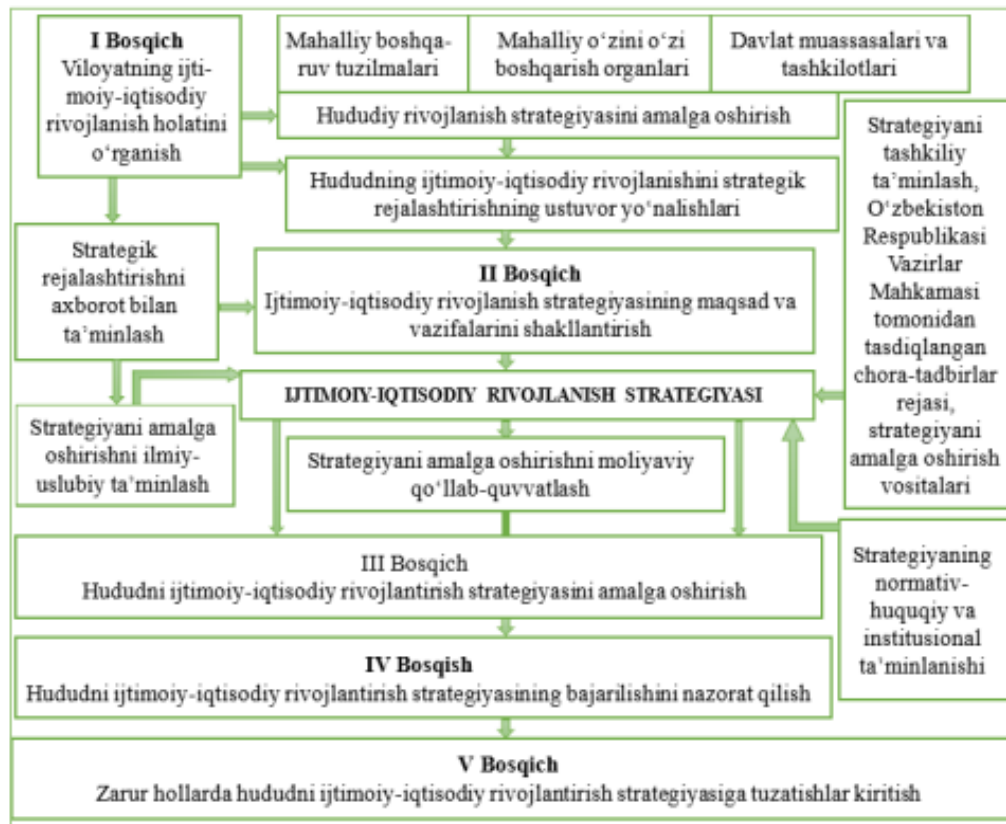 I Bosqich
Viloyatning ijti-
moiy-iqtisodiy
rivojlanish holatini
o‘rganish
Mahalliy boshqa-
ruv tuzilmalari
Mahalliy o‘zini o‘zi
boshqarish organlari
Davlat muassasalari va
tashkilotlari
Hududiy rivojlanish strategiyasini amalga oshirish
Hududning ijtimoiy-iqtisodiy rivojlanishini strategik
rejalashtirishning ustuvor yo‘nalishlari
Strategik
rejalashtirishni
axborot bilan
ta’minlash
II Bosqich
Ijtimoiy-iqtisodiy rivojlanish strategiyasining maqsad va
vazifalarini shakllantirish
Strategiyani
tashkiliy
ta’minlash,
O‘zbekiston
Respublikasi
Vazirlar
Mahkamasi
tomonidan
tasdiqlangan
chora-tadbirlar
rejasi,
strategiyani
amalga oshirish
vositalari
IJTIMOIY-IQTISODIY RIVOJLANISH STRATEGIYASI
Strategiyani amalga
oshirishni ilmiy-
uslubiy ta’minlash
Strategiyani amalga oshirishni moliyaviy
qo‘llab-quvvatlash
III Bosqich
Hududni ijtimoiy-iqtisodiy rivojlantirish strategiyasini amalga oshirish
Strategiyaning
normativ-
huquqiy va
institusional
ta’minlanishi
IV Bosqish
Hududni ijtimoiy-iqtisodiy rivojlantirish strategiyasining bajarilishini nazorat qilish
V Bosqich
Zarur hollarda hududni ijtimoiy-iqtisodiy rivojlantirish strategiyasiga tuzatishlar kiritish